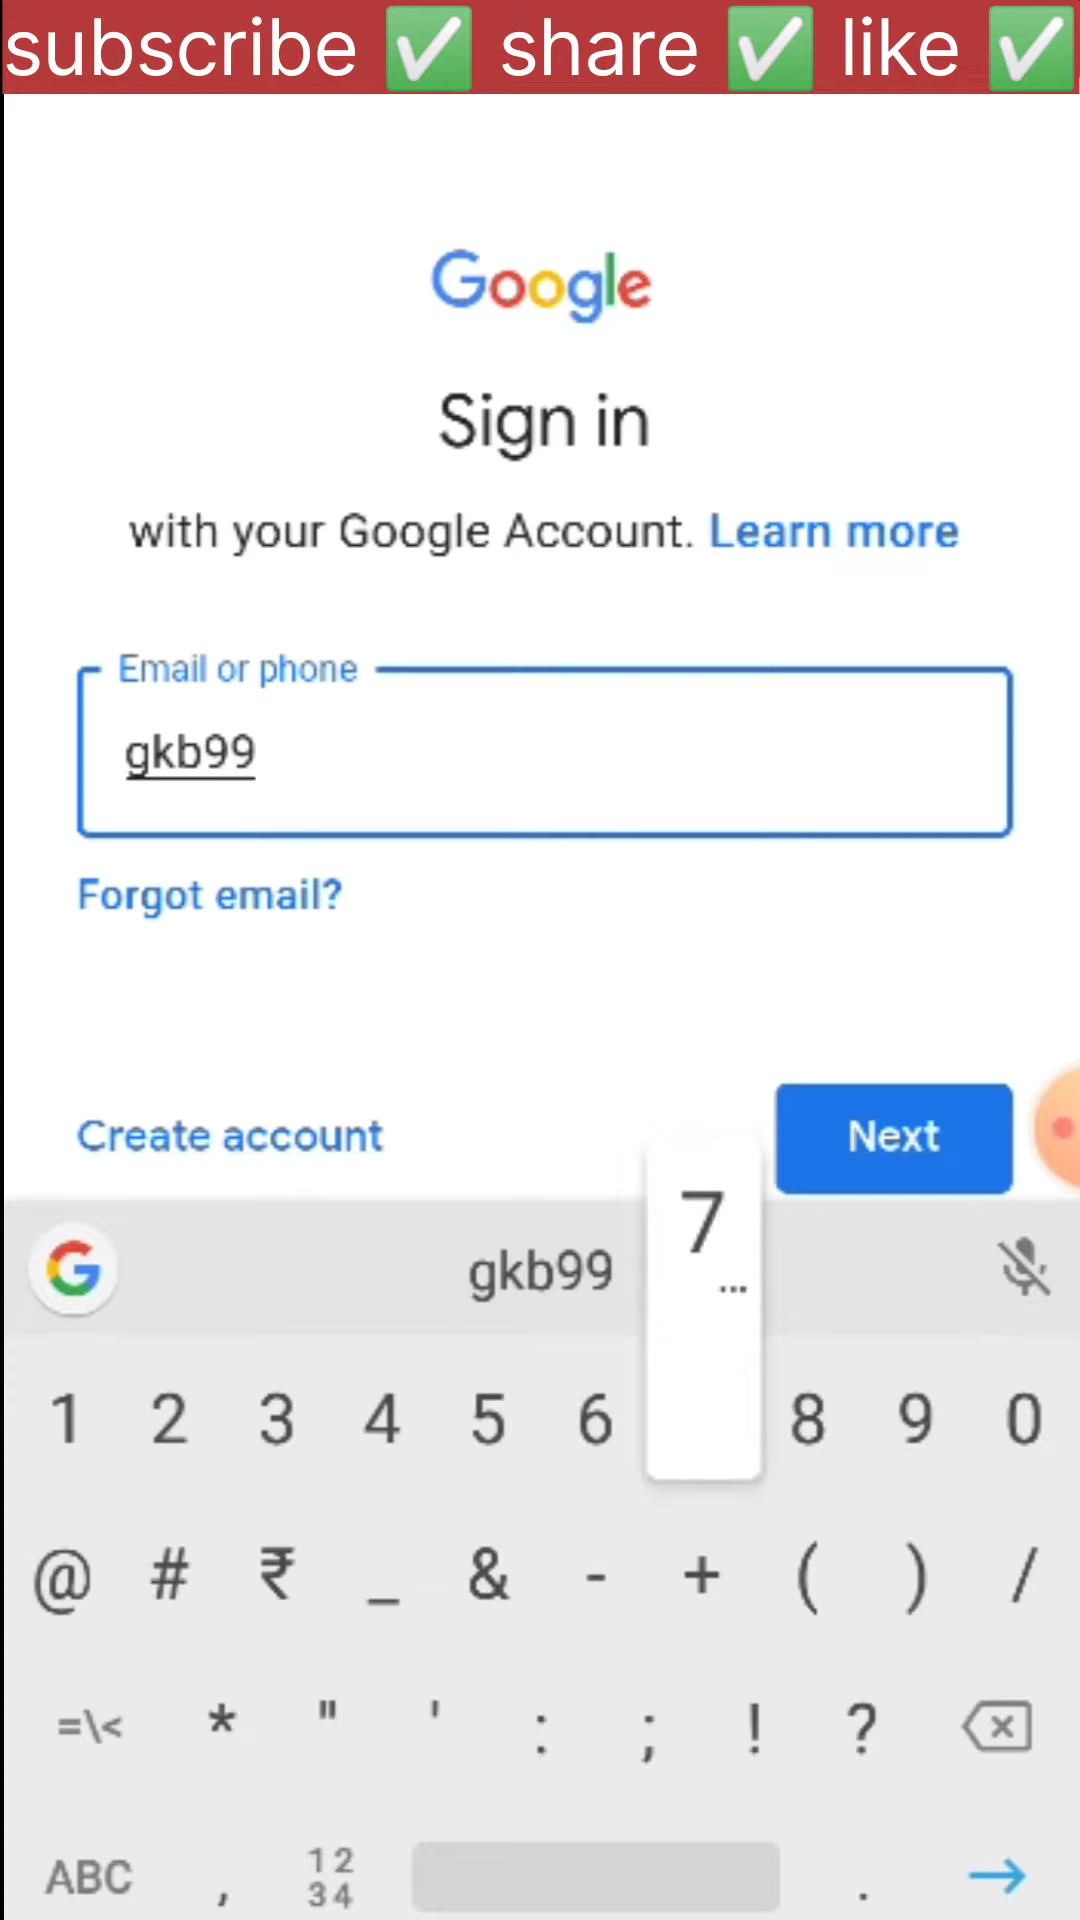 subscribe ✅ share ✅ like ✅
Google
Sign in
with your Google Account. Learn more
Email or phone
gkb99
Forgot email?
Create account
Next
gkb99
7
...
1 2 3 4 5 6 8 9 0
@ # ₹ _ & - + ( ) /
=\< * " ' : ; ! ?
ABC , 12 34 .